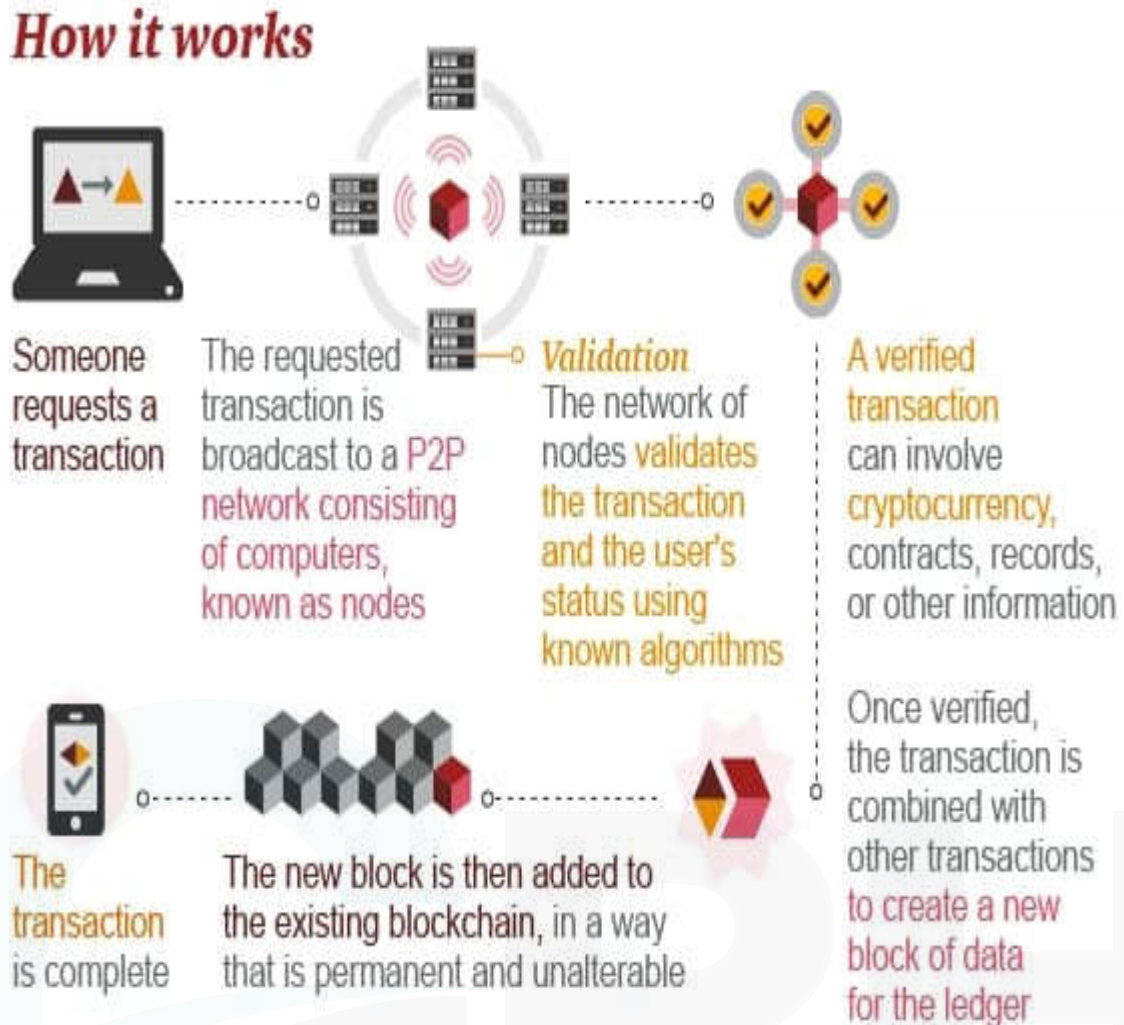 How it works
Someone
requests a
transaction
The requested
transaction is
broadcast to a P2P
network consisting
of computers,
known as nodes
Validation
The network of
nodes validates
the transaction
and the user's
status using
known algorithms
A verified
transaction
can involve
cryptocurrency,
contracts, records,
or other information
Once verified,
the transaction is
combined with
other transactions
to create a new
block of data
for the ledger
The new block is then added to
the existing blockchain, in a way
that is permanent and unalterable
The
transaction
is complete